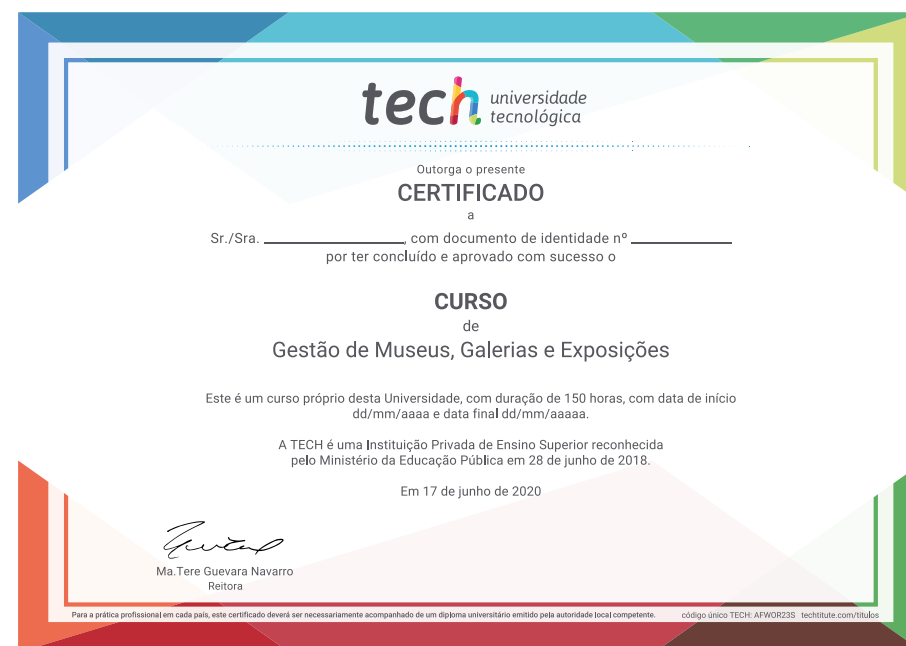 tech universidade
tecnológica
Outorga o presente
CERTIFICADO
a
Sr./Sra. ____________________, com documento de identidade nº ______________
por ter concluído e aprovado com sucesso o
CURSO
de
Gestão de Museus, Galerias e Exposições
Este é um curso próprio desta Universidade, com duração de 150 horas, com data de início
dd/mm/aaaa e data final dd/mm/aaaaa.
A TECH é uma Instituição Privada de Ensino Superior reconhecida
pelo Ministério da Educação Pública em 28 de junho de 2018.
Em 17 de junho de 2020
Ma.Tere Guevara Navarro
Reitora
Para a prática profissional em cada país, este certificado deverá ser necessariamente acompanhado de um diploma universitário emitido pela autoridade local competente. código único TECH: AFWOR23S techtitute.com/titulos